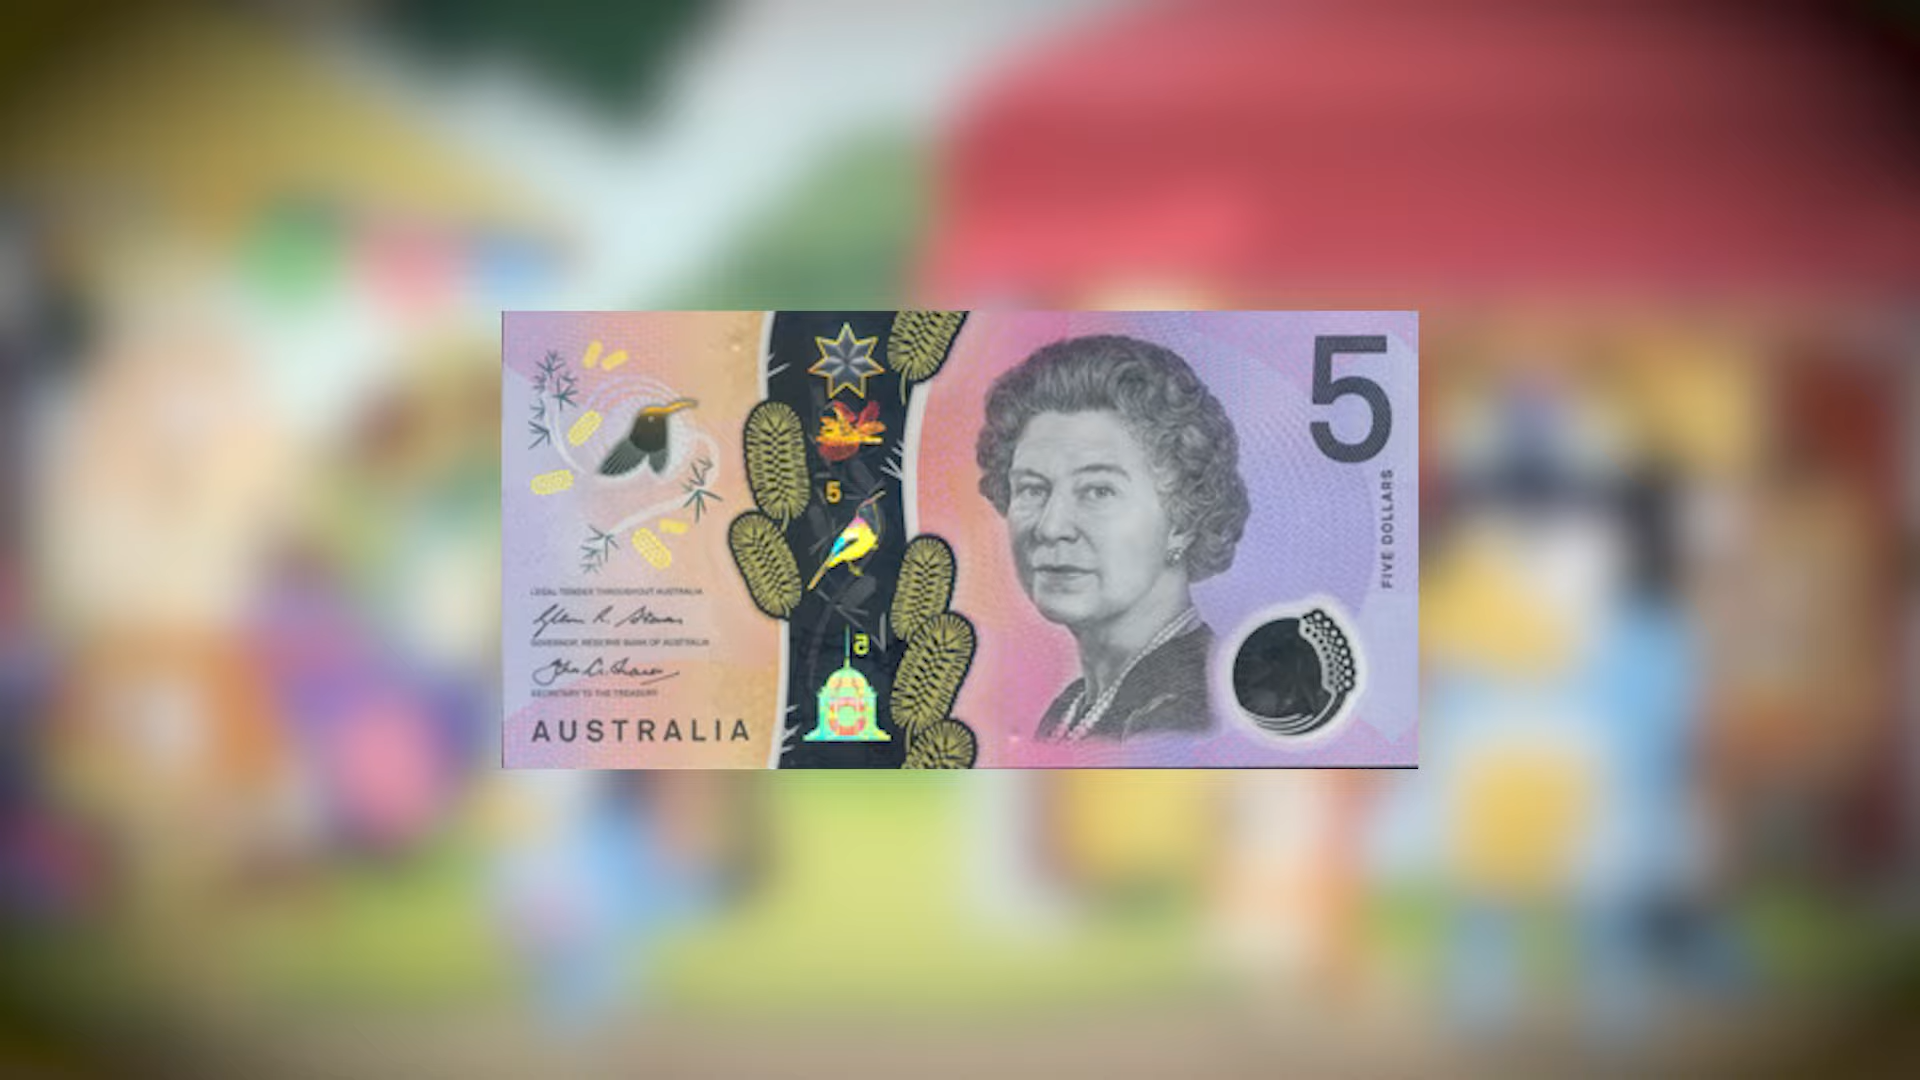 5
FIVE DOLLARS
5
5
LEGAL TENDER THROUGHOUT AUSTRALIA
GOVERNOR, RESERVE BANK OF AUSTRALIA
SECRETARY TO THE TREASURY
AUSTRALIA